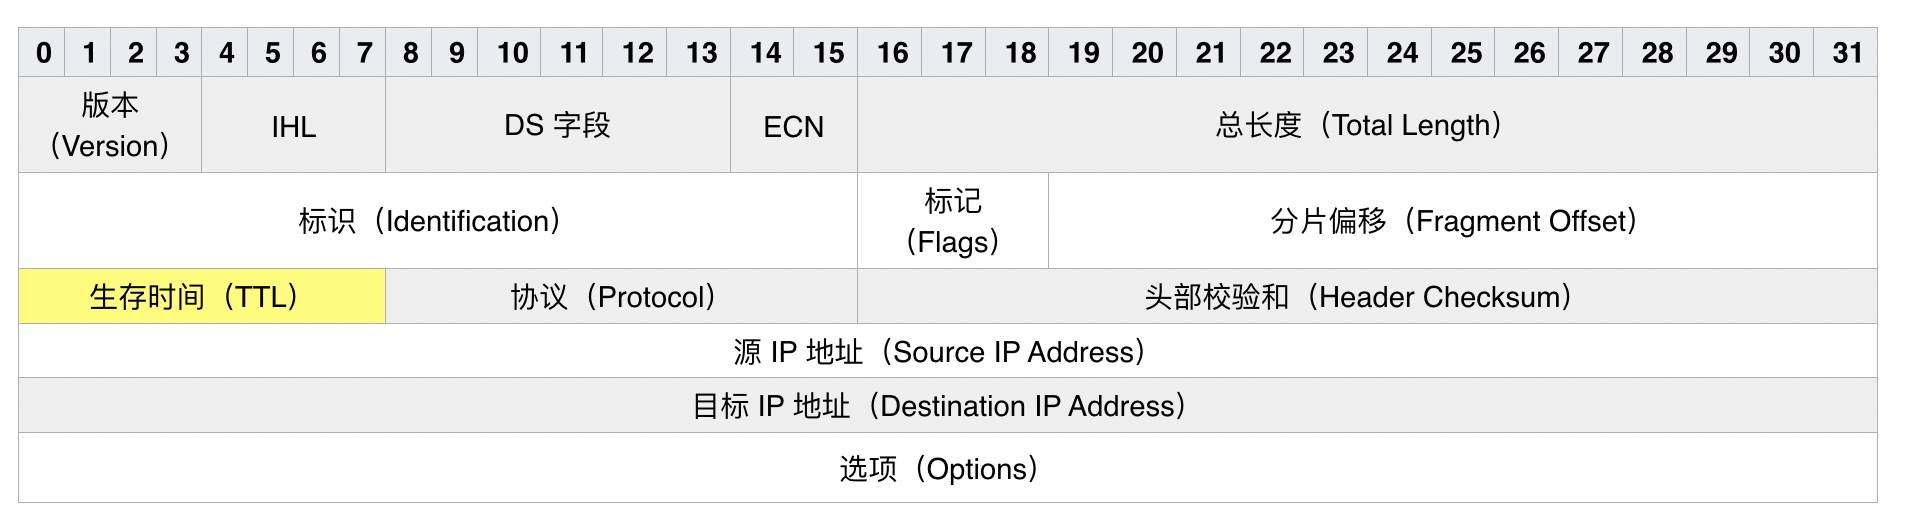 0 1 2 3 4 5 6 7 8 9 10 11 12 13 14 15 16 17 18 19 20 21 22 23 24 25 26 27 28 29 30 31
版本
（Version）
IHL
DS 字段
ECN
总长度（Total Length）
标识（Identification）
标记
（Flags）
分片偏移（Fragment Offset）
生存时间（TTL）
协议（Protocol）
头部校验和（Header Checksum）
源 IP 地址（Source IP Address）
目标 IP 地址（Destination IP Address）
选项（Options）